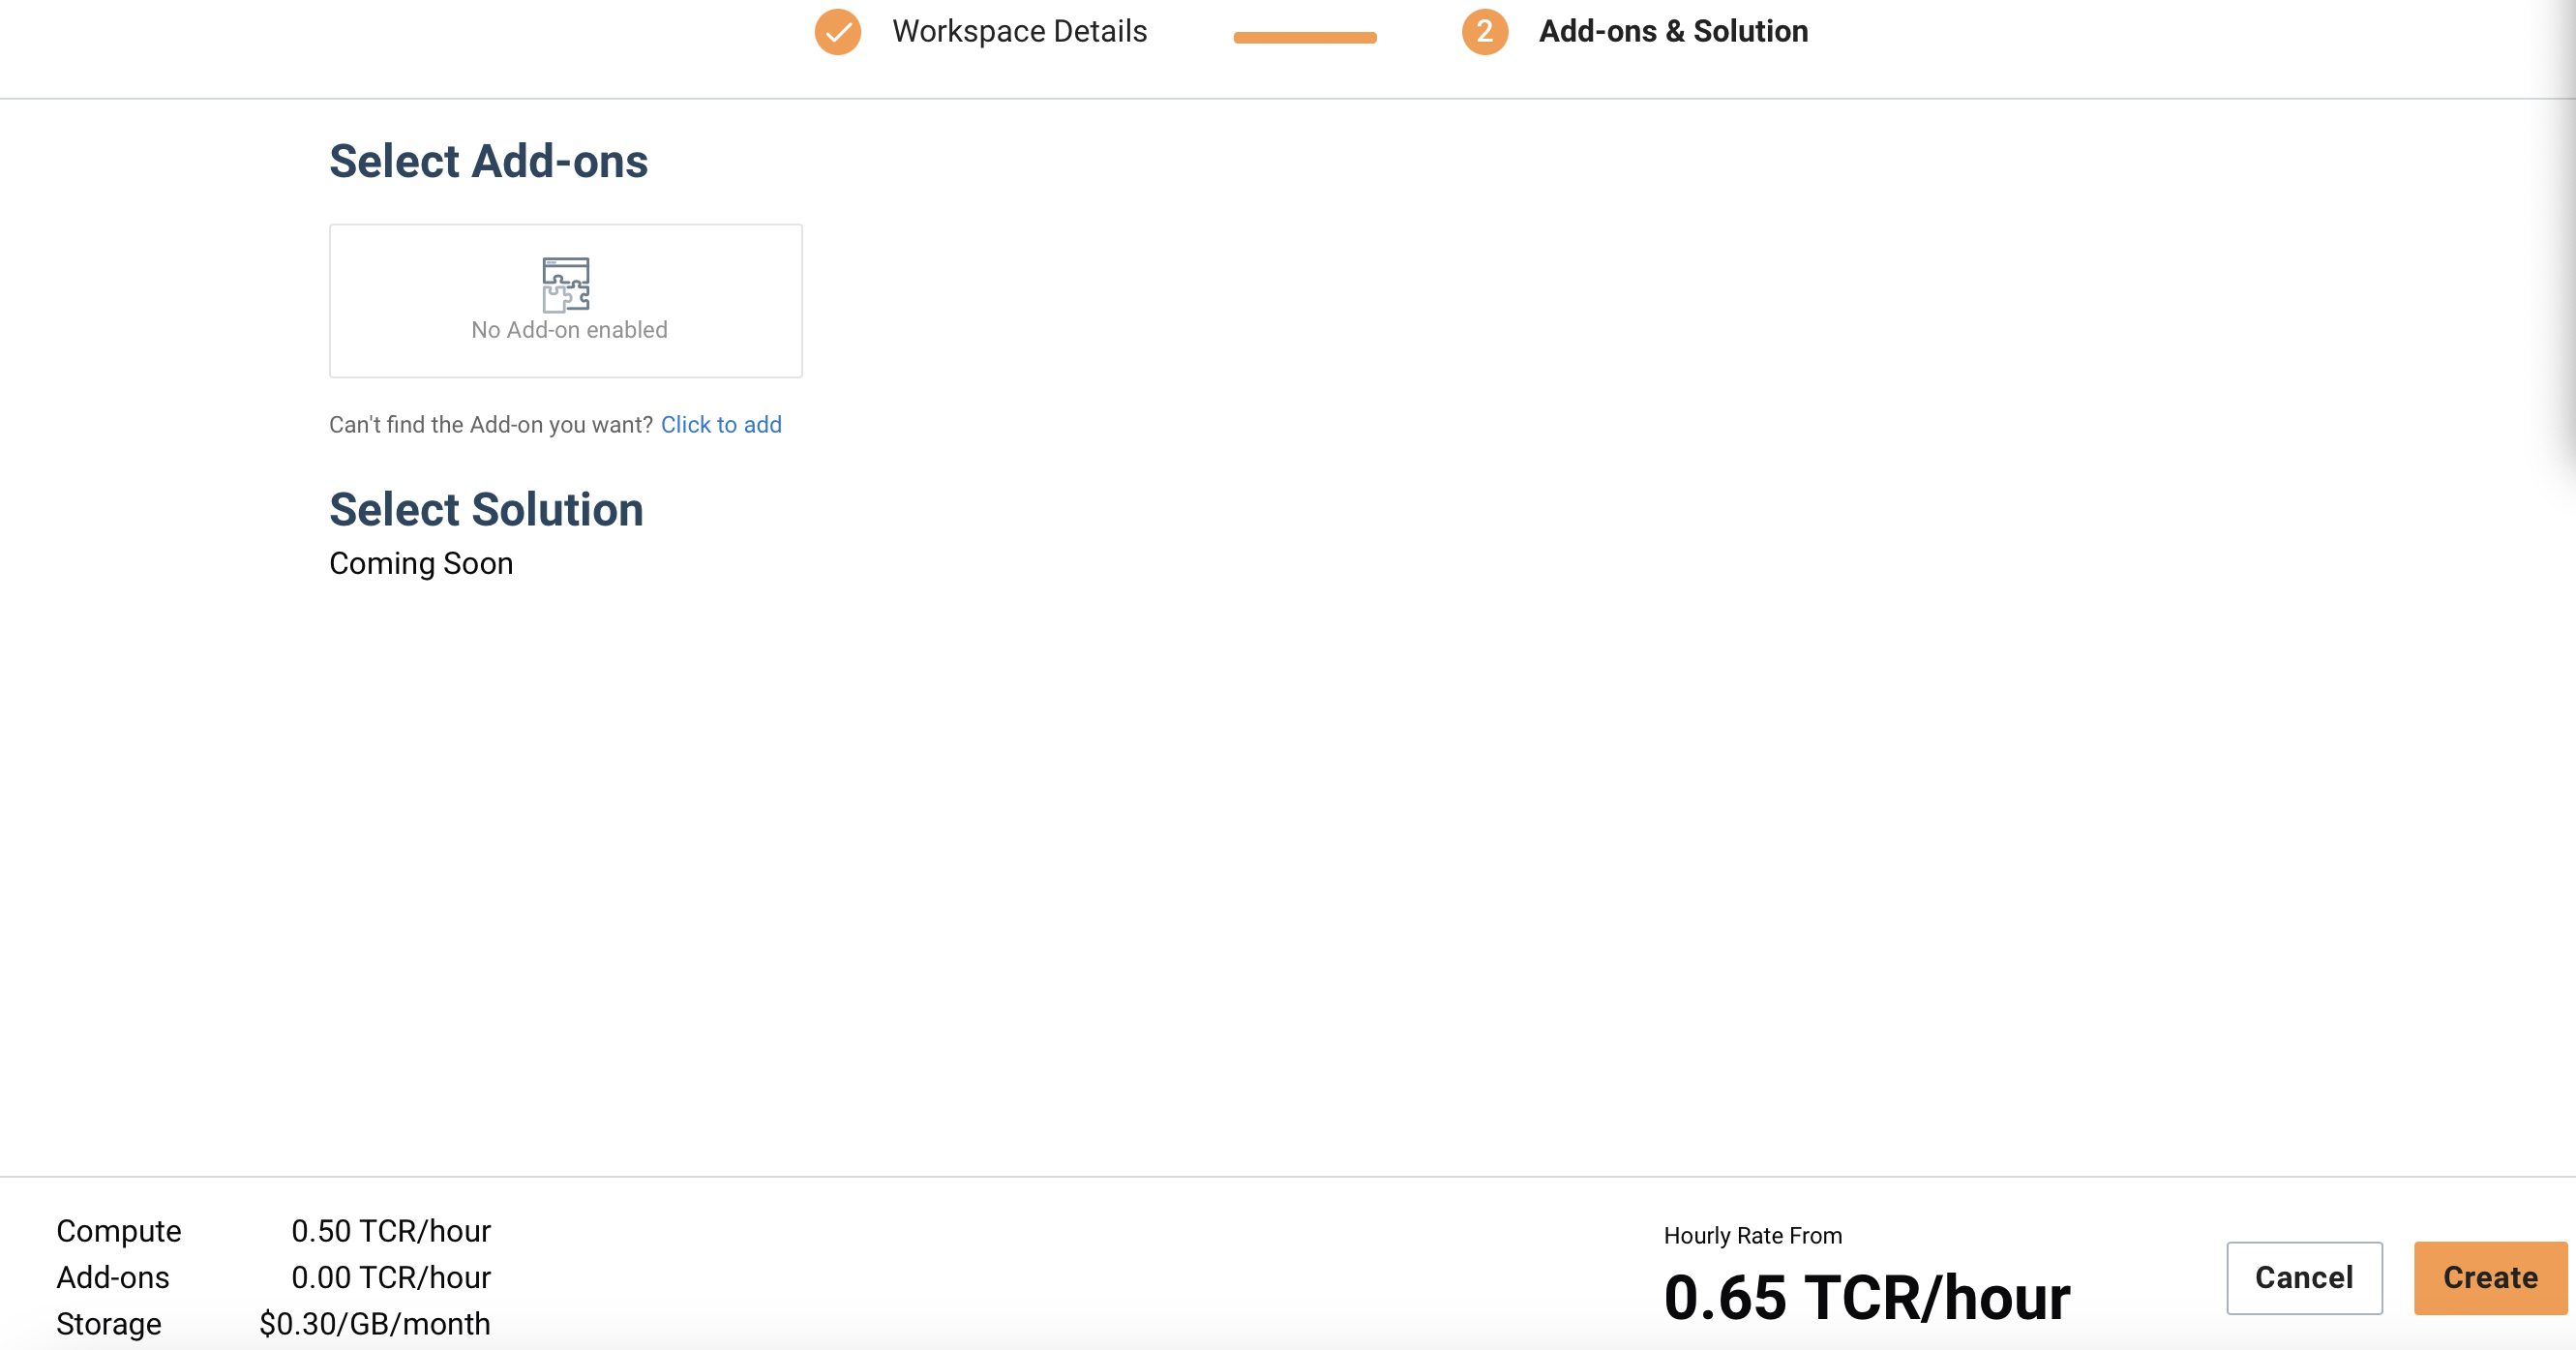 Workspace Details
2 Add-ons & Solution
Select Add-ons
No Add-on enabled
Can't find the Add-on you want? Click to add
Select Solution
Coming Soon
Compute 0.50 TCR/hour
Add-ons 0.00 TCR/hour
Storage $0.30/GB/month
Hourly Rate From
0.65 TCR/hour
Cancel
Create